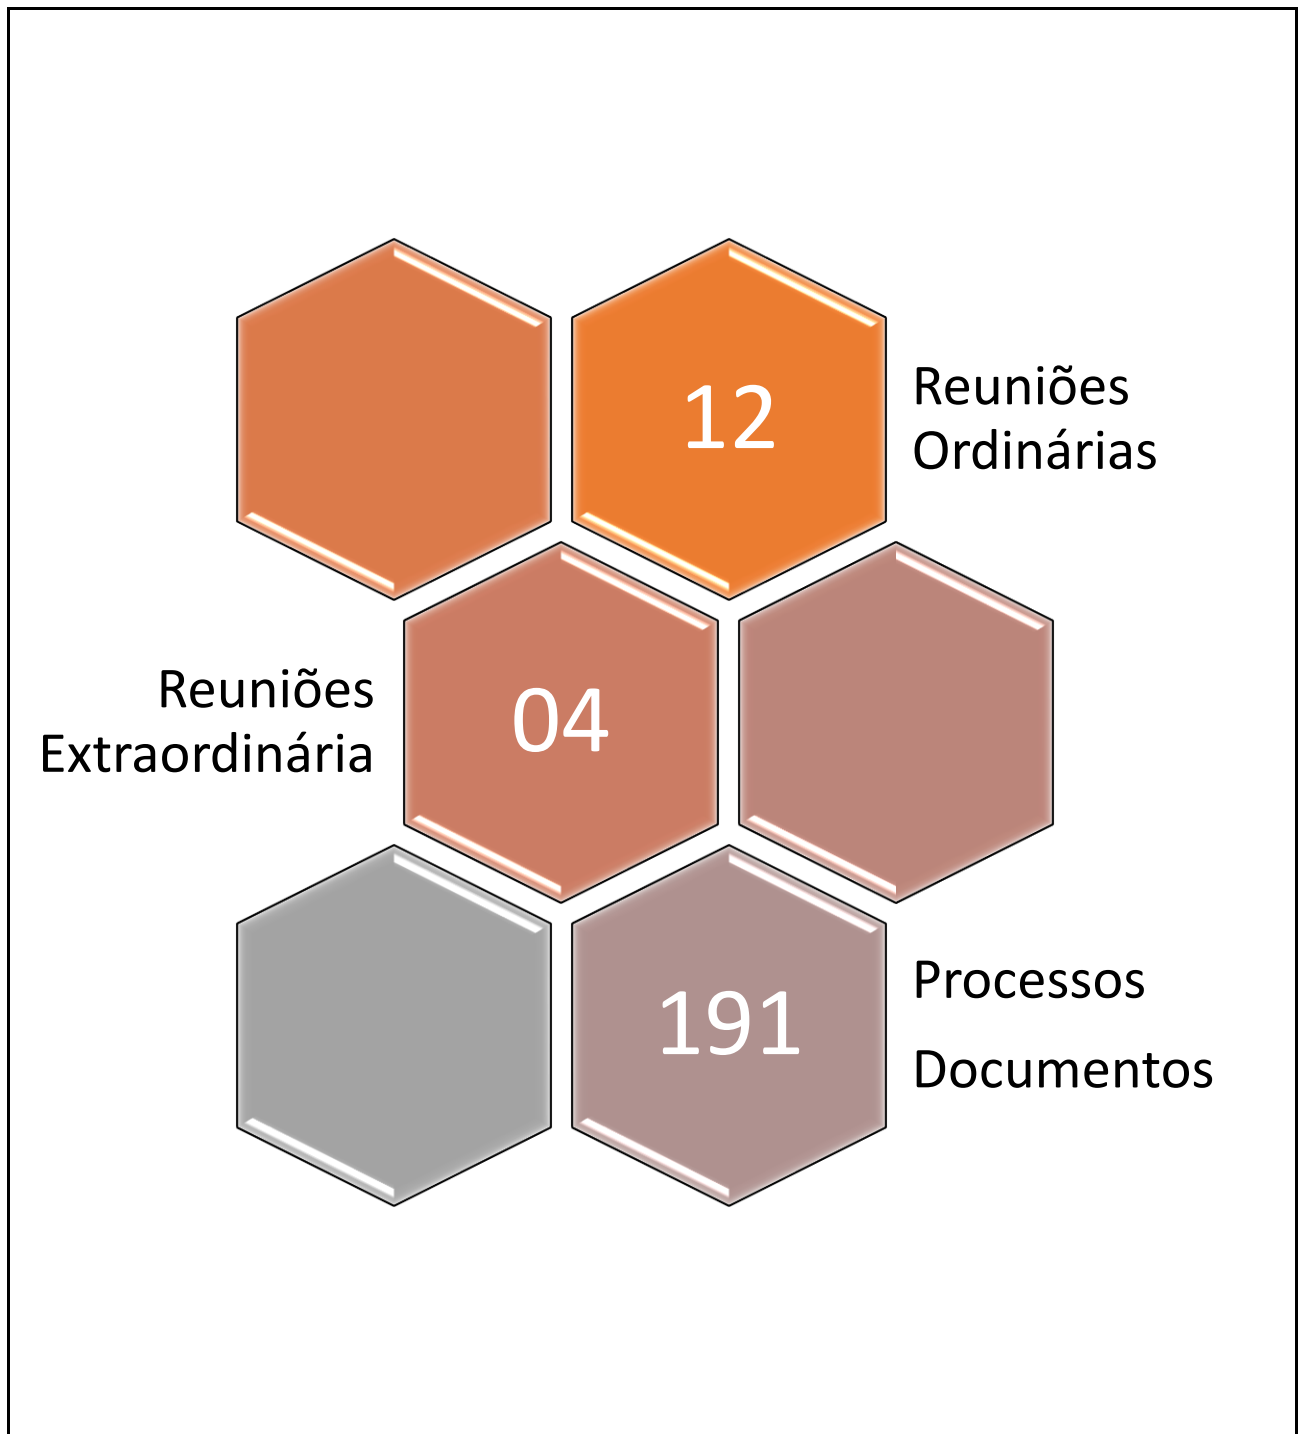 12
Reuniões
Ordinárias
Reuniões
Extraordinária
04
191
Processos
Documentos